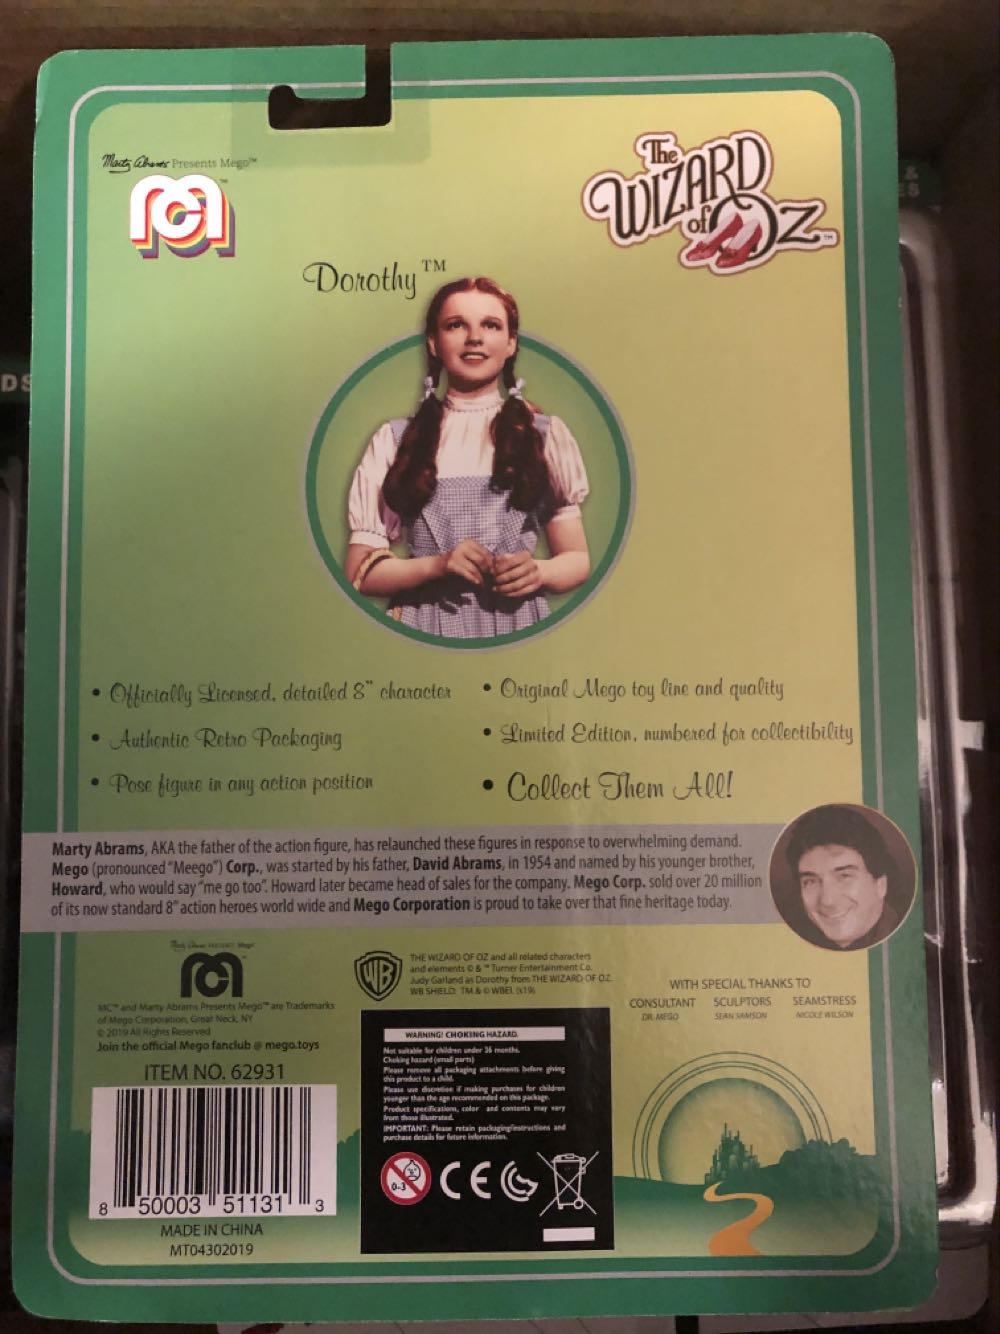 Marty Abrams Presents Mego™
The
WIZARD
of OZ™
Dorothy™
• Officially Licensed, detailed 8" character
• Authentic Retro Packaging
• Pose figure in any action position
• Original Mego toy line and quality
• Limited Edition, numbered for collectibility
• Collect Them All!
Marty Abrams, AKA the father of the action figure, has relaunched these figures in response to overwhelming demand.
Mego (pronounced "Meego") Corp., was started by his father, David Abrams, in 1954 and named by his younger brother,
Howard, who would say "me go too". Howard later became head of sales for the company. Mego Corp. sold over 20 million
of its now standard 8" action heroes world wide and Mego Corporation is proud to take over that fine heritage today.
Marty Abrams PRESENTS Mego™
MC™ and Marty Abrams Presents Mego™ are Trademarks
of Mego Corporation, Great Neck, NY
© 2019 All Rights Reserved
Join the official Mego fanclub @ mego.toys
ITEM NO. 62931
8 50003 51131 3
MADE IN CHINA
MT04302019
WB
THE WIZARD OF OZ and all related characters
and elements © & ™ Turner Entertainment Co.
Judy Garland as Dorothy from THE WIZARD OF OZ.
WB SHIELD: TM & © WBEI. (s19)
WARNING! CHOKING HAZARD.
Not suitable for children under 36 months.
Choking hazard (small parts)
Please remove all packaging attachments before giving
this product to a child.
Please use discretion if making purchases for children
younger than the age recommended on this package.
Product specifications, color and contents may vary
from those illustrated.
IMPORTANT: Please retain packaging/instructions and
purchase details for future information.
0-3
CE
WITH SPECIAL THANKS TO
CONSULTANT SCULPTORS SEAMSTRESS
DR. MEGO SEAN SAMSON NICOLE WILSON
DS
&
ES